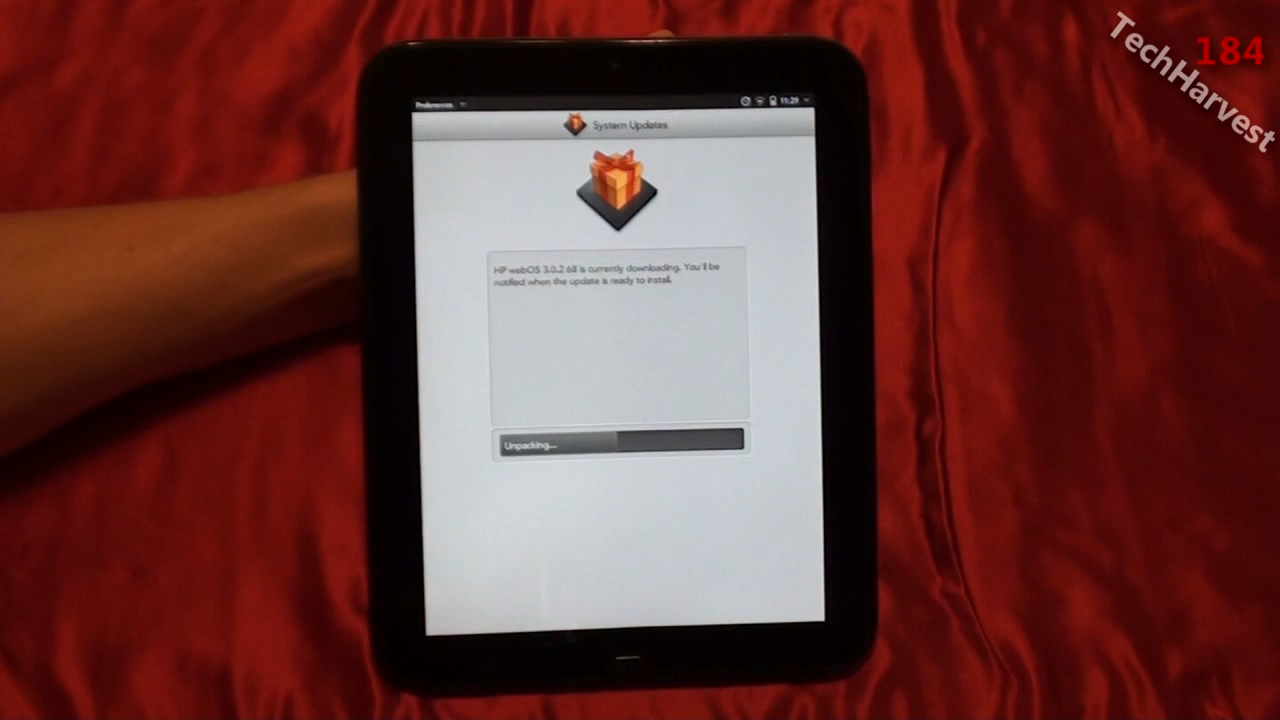 184
TechHarvest
Preferences
11:29
System Updates
HP webOS 3.0.2 68 is currently downloading. You'll be
notified when the update is ready to install.
Unpacking...